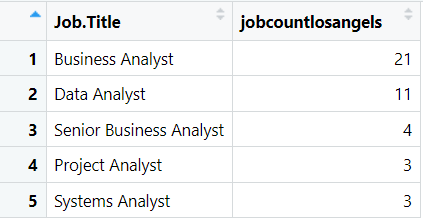 Job.Title jobcountlosangels
1 Business Analyst 21
2 Data Analyst 11
3 Senior Business Analyst 4
4 Project Analyst 3
5 Systems Analyst 3